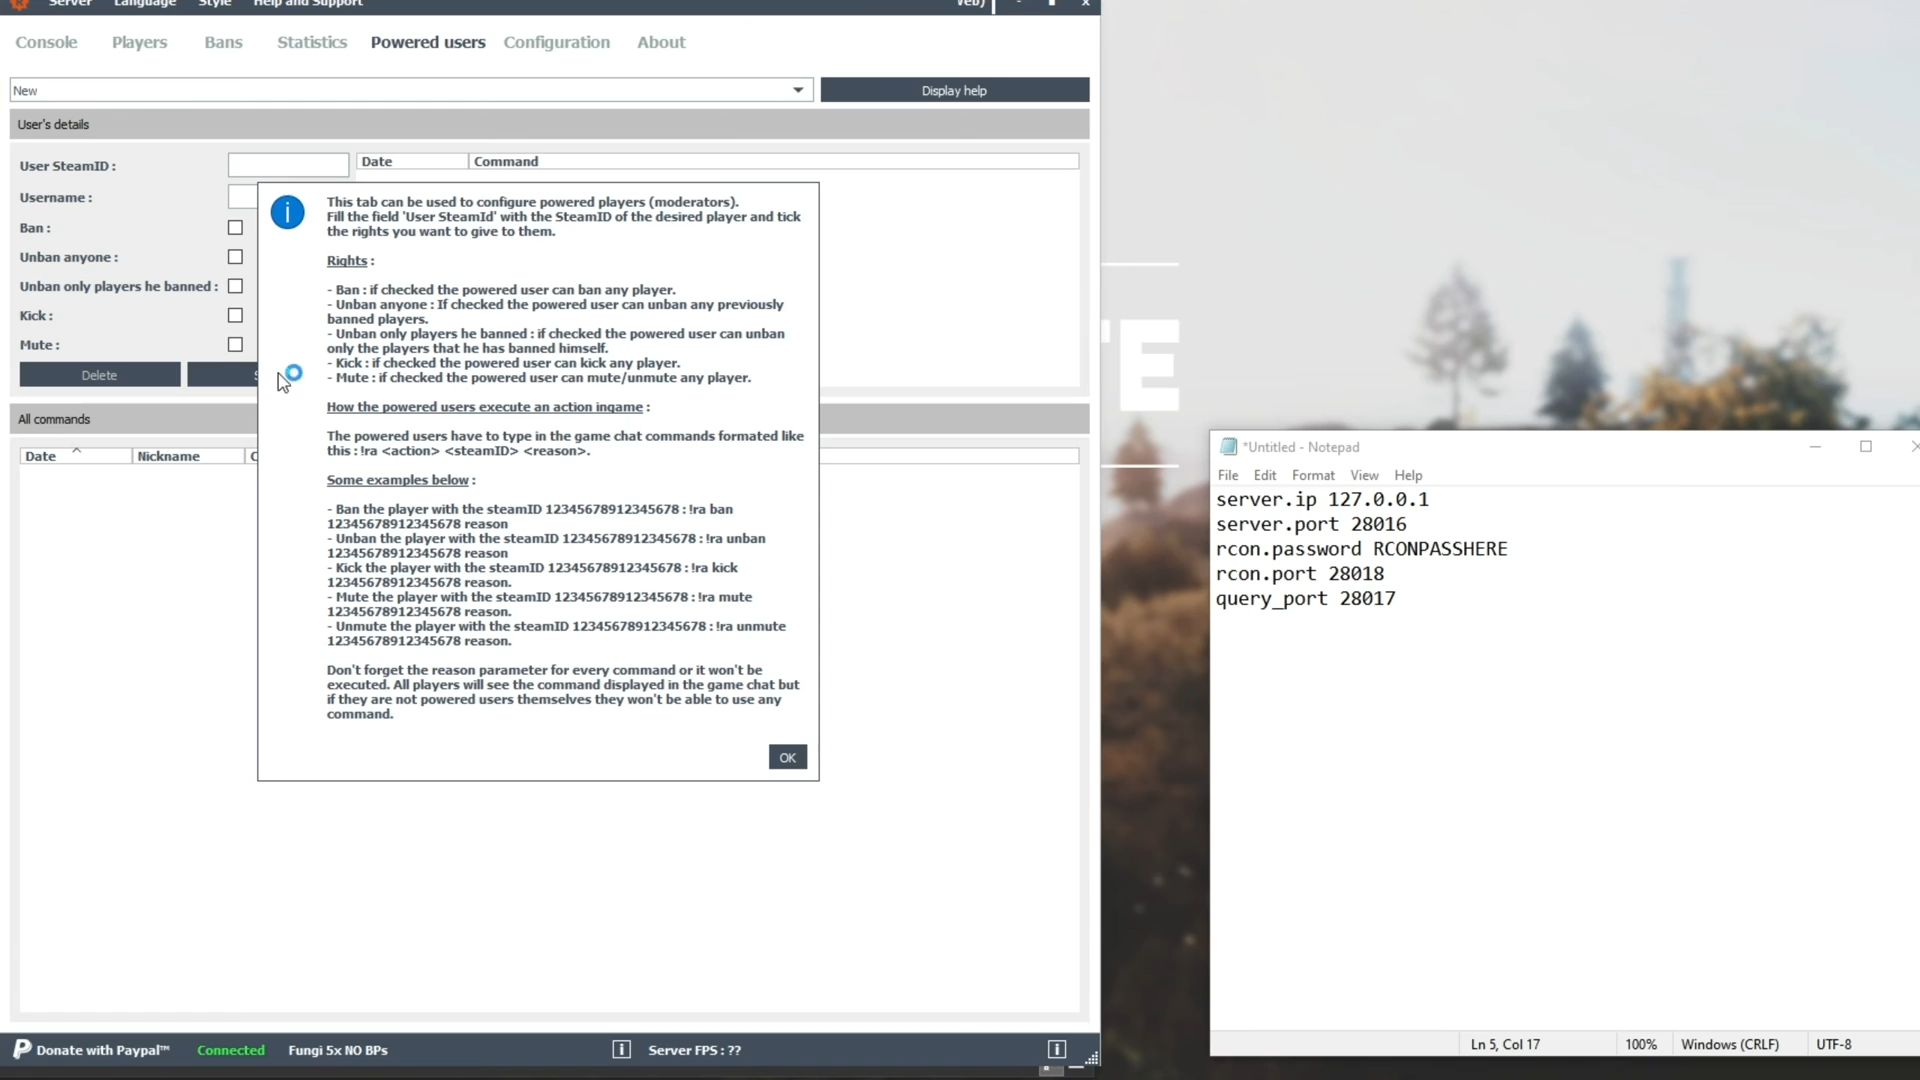 Server Language Style Help and Support
Console Players Bans Statistics Powered users Configuration About
New
Display help
User's details
User SteamID :
Date Command
Username :
Ban :
Unban anyone :
Unban only players he banned :
Kick :
Mute :
Delete
This tab can be used to configure powered players (moderators).
Fill the field 'User SteamId' with the SteamID of the desired player and tick
the rights you want to give to them.
Rights :
- Ban : if checked the powered user can ban any player.
- Unban anyone : If checked the powered user can unban any previously
banned players.
- Unban only players he banned : if checked the powered user can unban
only the players that he has banned himself.
- Kick : if checked the powered user can kick any player.
- Mute : if checked the powered user can mute/unmute any player.
How the powered users execute an action ingame :
The powered users have to type in the game chat commands formated like
this : !ra <action> <steamID> <reason>.
Some examples below :
- Ban the player with the steamID 12345678912345678 : !ra ban
12345678912345678 reason
- Unban the player with the steamID 12345678912345678 : !ra unban
12345678912345678 reason
- Kick the player with the steamID 12345678912345678 : !ra kick
12345678912345678 reason.
- Mute the player with the steamID 12345678912345678 : !ra mute
12345678912345678 reason.
- Unmute the player with the steamID 12345678912345678 : !ra unmute
12345678912345678 reason.
Don't forget the reason parameter for every command or it won't be
executed. All players will see the command displayed in the game chat but
if they are not powered users themselves they won't be able to use any
command.
OK
All commands
Date Nickname
Donate with Paypal™ Connected Fungi 5x NO BPs Server FPS : ??
TE
*Untitled - Notepad
File Edit Format View Help
server.ip 127.0.0.1
server.port 28016
rcon.password RCONPASSHERE
rcon.port 28018
query_port 28017
Ln 5, Col 17 100% Windows (CRLF) UTF-8